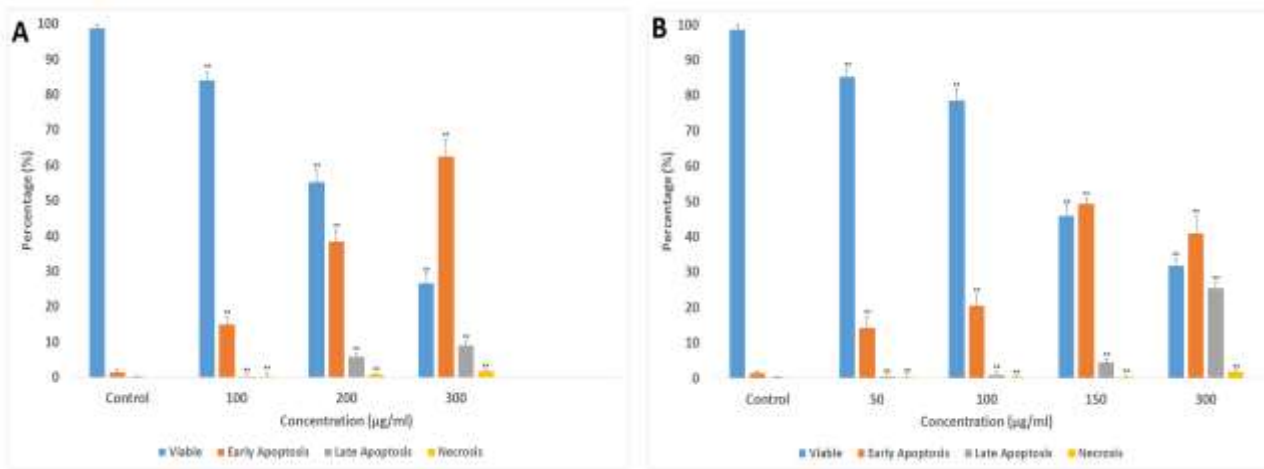 A
Percentage (%)
100
90
80
70
60
50
40
30
20
10
0
** ** **
** ** ** **
** ** ** **
Control 100 200 300
Concentration (µg/ml)
Viable Early Apoptosis Late Apoptosis Necrosis
B
Percentage (%)
100
90
80
70
60
50
40
30
20
10
0
** ** ** **
** ** ** **
** ** ** **
** ** ** **
Control 50 100 150 300
Concentration (µg/ml)
Viable Early Apoptosis Late Apoptosis Necrosis